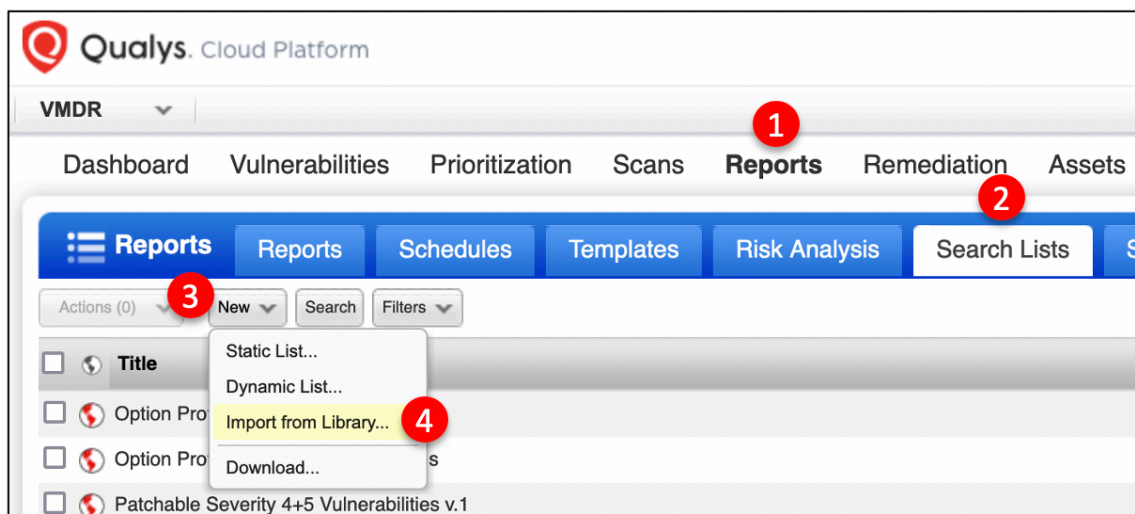 Qualys. Cloud Platform
VMDR
1
Dashboard Vulnerabilities Prioritization Scans Reports Remediation Assets
2
Reports Reports Schedules Templates Risk Analysis Search Lists S
3
Actions (0) New Search Filters
Static List...
Title
Dynamic List...
Option Pro
Import from Library... 4
Option Pro s
Download...
Patchable Severity 4+5 Vulnerabilities v.1